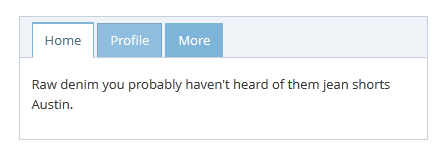 Home Profile More
Raw denim you probably haven't heard of them jean shorts
Austin.